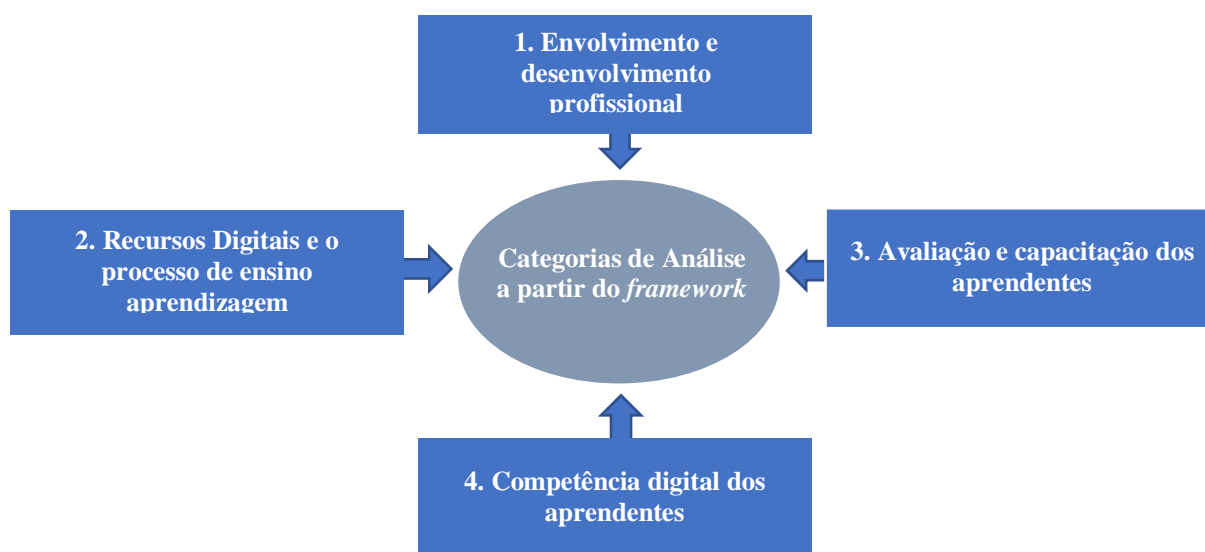 1. Envolvimento e
desenvolvimento
profissional
2. Recursos Digitais e o
processo de ensino
aprendizagem
Categorias de Análise
a partir do framework
3. Avaliação e capacitação dos
aprendentes
4. Competência digital dos
aprendentes